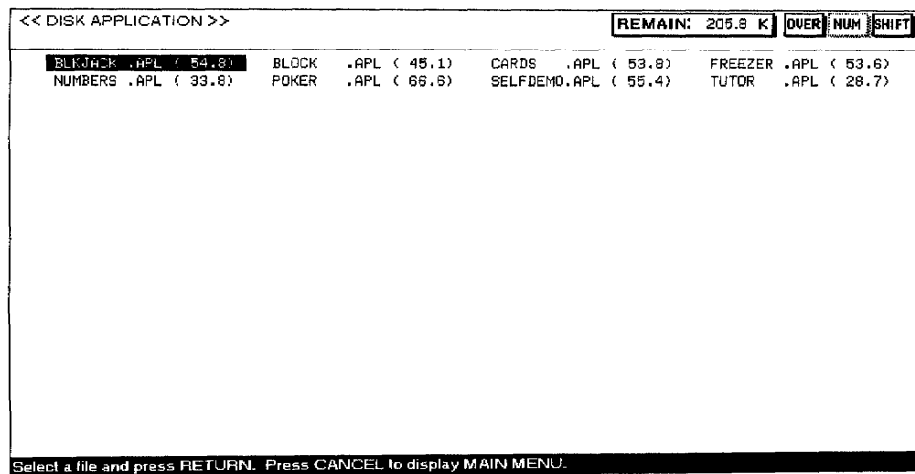 << DISK APPLICATION >> REMAIN: 205.8 K OVER NUM SHIFT
BLKJACK .APL ( 54.8) BLOCK .APL ( 45.1) CARDS .APL ( 53.8) FREEZER .APL ( 53.6)
NUMBERS .APL ( 33.8) POKER .APL ( 66.6) SELFDEMO.APL ( 55.4) TUTOR .APL ( 28.7)
Select a file and press RETURN. Press CANCEL to display MAIN MENU.